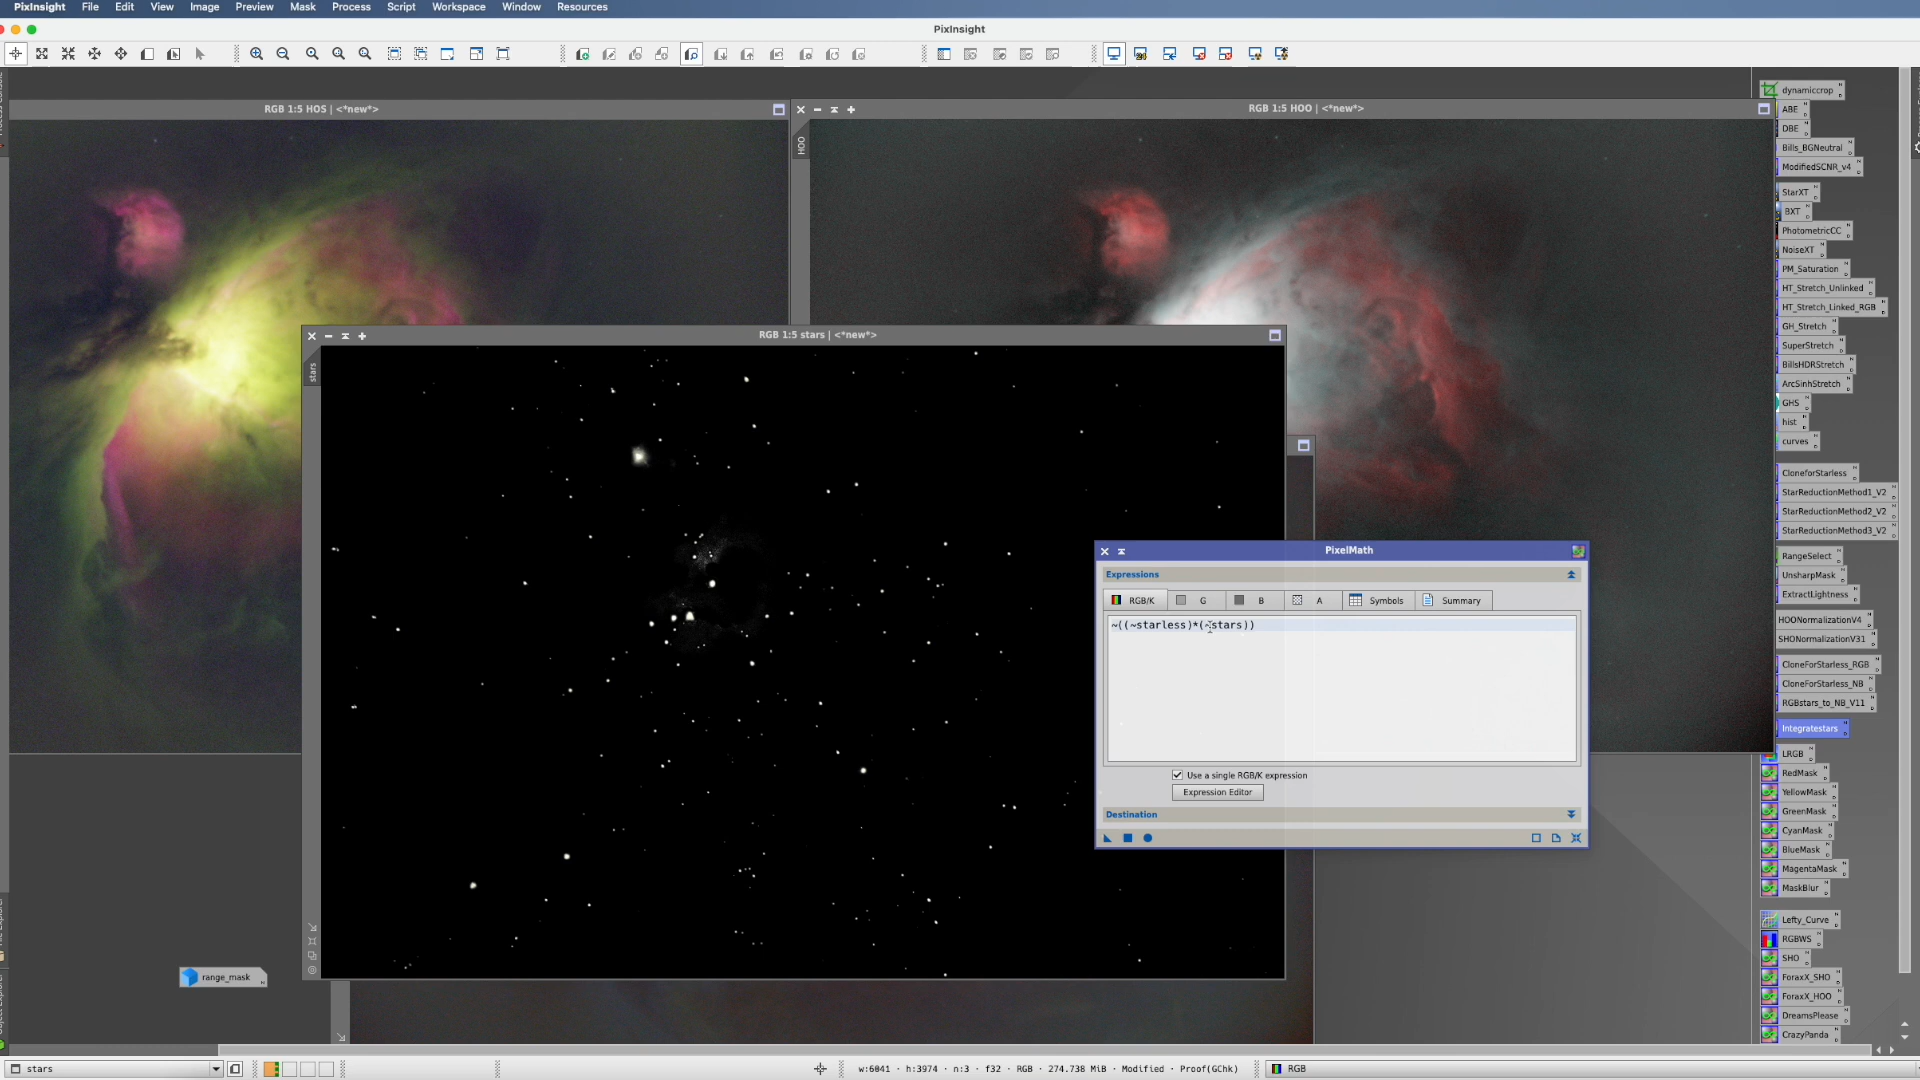 PixInsight File Edit View Image Preview Mask Process Script Workspace Window Resources
PixInsight
RGB 1:5 HOS | <*new*>
RGB 1:5 HOO | <*new*>
HOO
RGB 1:5 stars | <*new*>
stars
PixelMath
Expressions
RGB/K G B A Symbols Summary
~((~starless)*(~stars))
Use a single RGB/K expression
Expression Editor
Destination
dynamiccrop
ABE
DBE
Bills_BGNeutral
ModifiedSCNR_v4
StarXT
BXT
PhotometricCC
NoiseXT
PM_Saturation
HT_Stretch_Unlinked
HT_Stretch_Linked_RGB
GH_Stretch
SuperStretch
BillsHDRStretch
ArcSinhStretch
GHS
hist
curves
CloneforStarless
StarReductionMethod1_V2
StarReductionMethod2_V2
StarReductionMethod3_V2
RangeSelect
UnsharpMask
ExtractLightness
HOONormalizationV4
SHONormalizationV31
CloneForStarless_RGB
CloneForStarless_NB
RGBstars_to_NB_V11
Integratestars
LRGB
RedMask
YellowMask
GreenMask
CyanMask
BlueMask
MagentaMask
MaskBlur
Lefty_Curve
RGBWS
SHO
ForaxX_SHO
ForaxX_HOO
DreamsPlease
CrazyPanda
range_mask
stars
w:6041 · h:3974 · n:3 · f32 · RGB · 274.738 MiB · Modified · Proof(GChk)
RGB